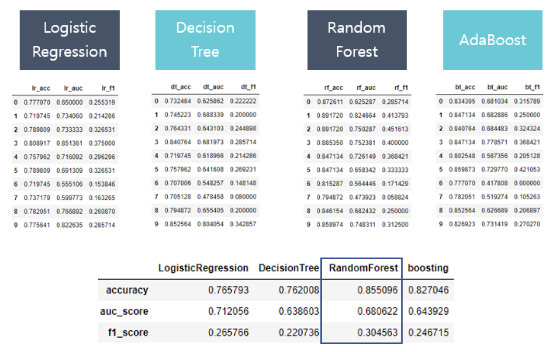 Logistic Regression
Decision Tree
Random Forest
AdaBoost
lr_acc lr_auc lr_f1
0 0.777070 0.650000 0.255319
1 0.719745 0.734060 0.214286
2 0.789809 0.733333 0.326531
3 0.808917 0.851361 0.375000
4 0.757962 0.716092 0.296296
5 0.789809 0.691309 0.326531
6 0.719745 0.555106 0.153846
7 0.737179 0.599773 0.163265
8 0.782051 0.766892 0.260870
9 0.775641 0.822635 0.285714
dt_acc dt_auc dt_f1
0 0.732484 0.625862 0.222222
1 0.745223 0.688339 0.200000
2 0.764331 0.643103 0.244898
3 0.840764 0.681973 0.285714
4 0.719745 0.618966 0.214286
5 0.757962 0.641608 0.269231
6 0.707006 0.548257 0.148148
7 0.705128 0.479458 0.080000
8 0.794872 0.655405 0.200000
9 0.852564 0.804054 0.342857
rf_acc rf_auc rf_f1
0 0.872611 0.625287 0.285714
1 0.891720 0.824664 0.413793
2 0.891720 0.750287 0.451613
3 0.885350 0.752381 0.400000
4 0.847134 0.726149 0.368421
5 0.847134 0.658342 0.333333
6 0.815287 0.564446 0.171429
7 0.794872 0.473923 0.058824
8 0.846154 0.682432 0.250000
9 0.858974 0.748311 0.312500
bt_acc bt_auc bt_f1
0 0.834395 0.681034 0.315789
1 0.847134 0.682886 0.250000
2 0.840764 0.684483 0.324324
3 0.847134 0.778571 0.368421
4 0.802548 0.587356 0.205128
5 0.859873 0.729770 0.421053
6 0.777070 0.417808 0.000000
7 0.782051 0.519274 0.105263
8 0.852564 0.626689 0.206897
9 0.826923 0.731419 0.270270
LogisticRegression DecisionTree RandomForest boosting
accuracy 0.765793 0.762008 0.855096 0.827046
auc_score 0.712056 0.638603 0.680622 0.643929
f1_score 0.265766 0.220736 0.304563 0.246715